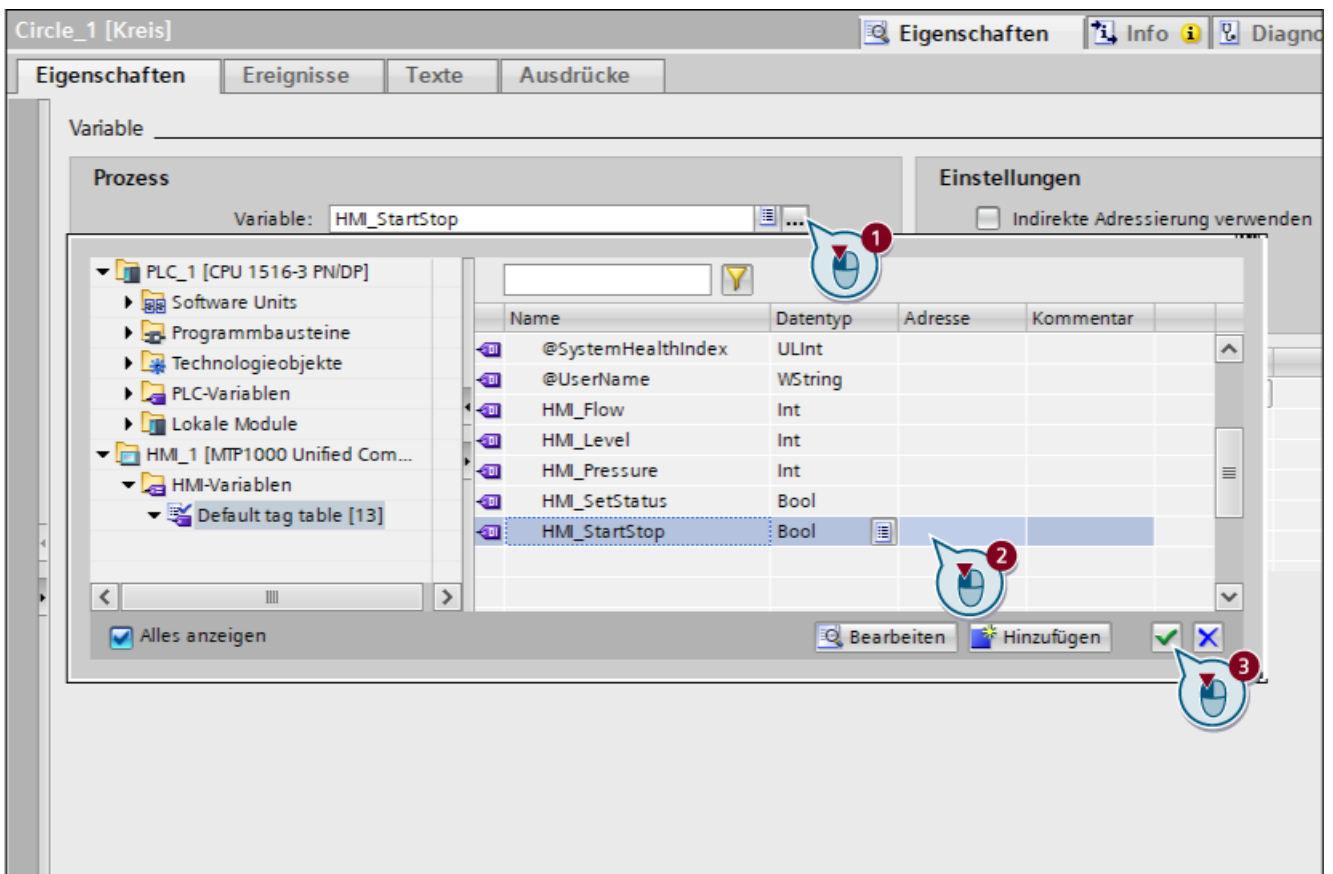 Circle_1 [Kreis]
Eigenschaften Info Diagno
Eigenschaften Ereignisse Texte Ausdrücke
Variable
Prozess
Einstellungen
Variable: HMI_StartStop ...
Indirekte Adressierung verwenden
1
PLC_1 [CPU 1516-3 PN/DP]
Software Units
Programmbausteine
Technologieobjekte
PLC-Variablen
Lokale Module
HMI_1 [MTP1000 Unified Com...
HMI-Variablen
Default tag table [13]
Name Datentyp Adresse Kommentar
@SystemHealthIndex ULInt
@UserName WString
HMI_Flow Int
HMI_Level Int
HMI_Pressure Int
HMI_SetStatus Bool
HMI_StartStop Bool
2
Alles anzeigen
Bearbeiten Hinzufügen
3